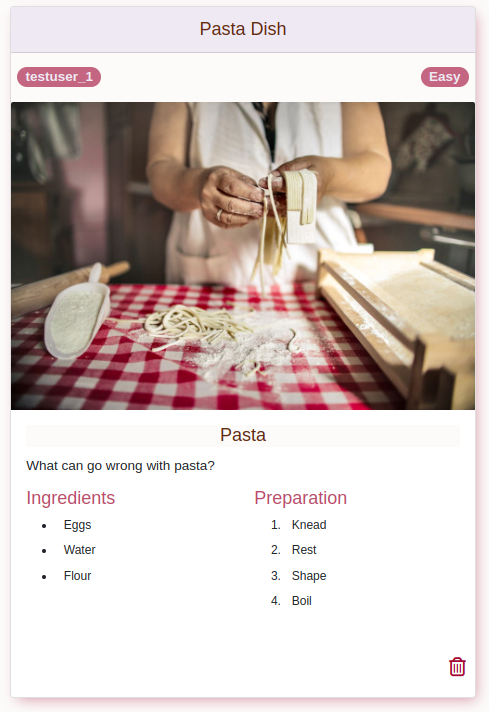 Pasta Dish
testuser_1 Easy
Pasta
What can go wrong with pasta?
Ingredients
Eggs
Water
Flour
Preparation
1. Knead
2. Rest
3. Shape
4. Boil